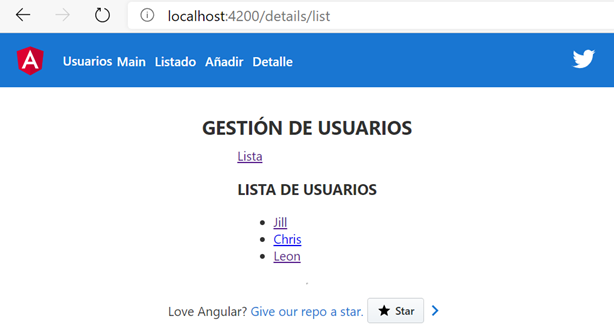 localhost:4200/details/list
A Usuarios Main Listado Añadir Detalle
GESTIÓN DE USUARIOS
Lista
LISTA DE USUARIOS
Jill
Chris
Leon
Love Angular? Give our repo a star. Star